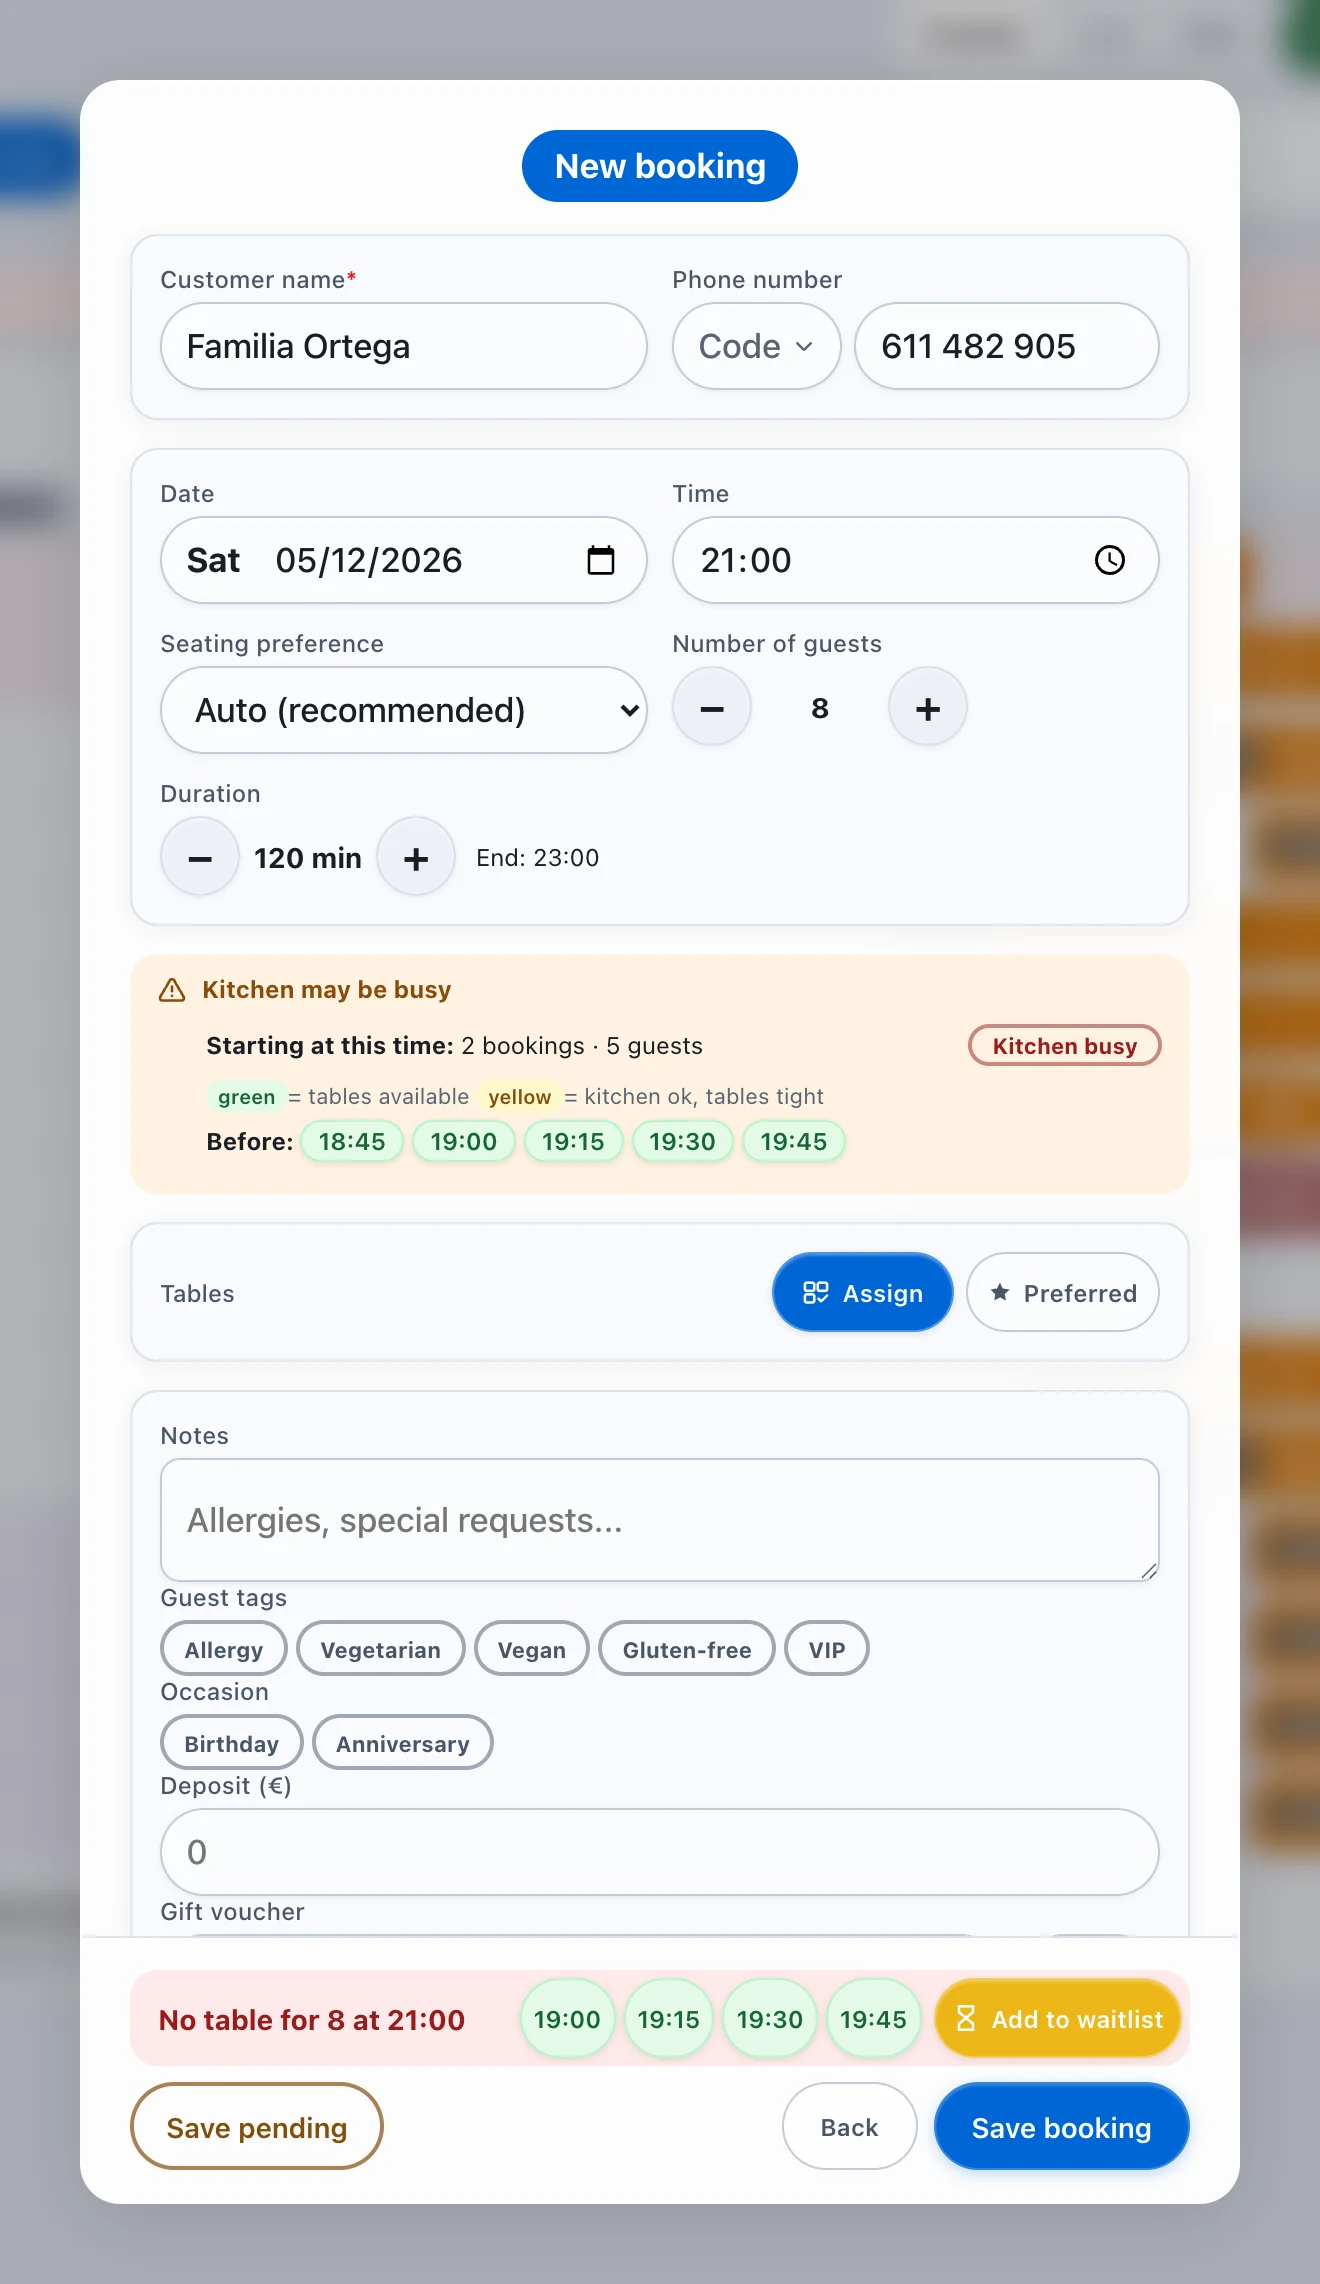 New booking
Customer name*
Phone number
Familia Ortega
Code
611 482 905
Date
Time
Sat 05/12/2026
21:00
Seating preference
Number of guests
Auto (recommended)
− 8 +
Duration
− 120 min + End: 23:00
Kitchen may be busy
Starting at this time: 2 bookings · 5 guests
Kitchen busy
green = tables available yellow = kitchen ok, tables tight
Before: 18:45 19:00 19:15 19:30 19:45
Tables
Assign
Preferred
Notes
Allergies, special requests...
Guest tags
Allergy Vegetarian Vegan Gluten-free VIP
Occasion
Birthday Anniversary
Deposit (€)
0
Gift voucher
No table for 8 at 21:00
19:00 19:15 19:30 19:45
Add to waitlist
Save pending
Back
Save booking